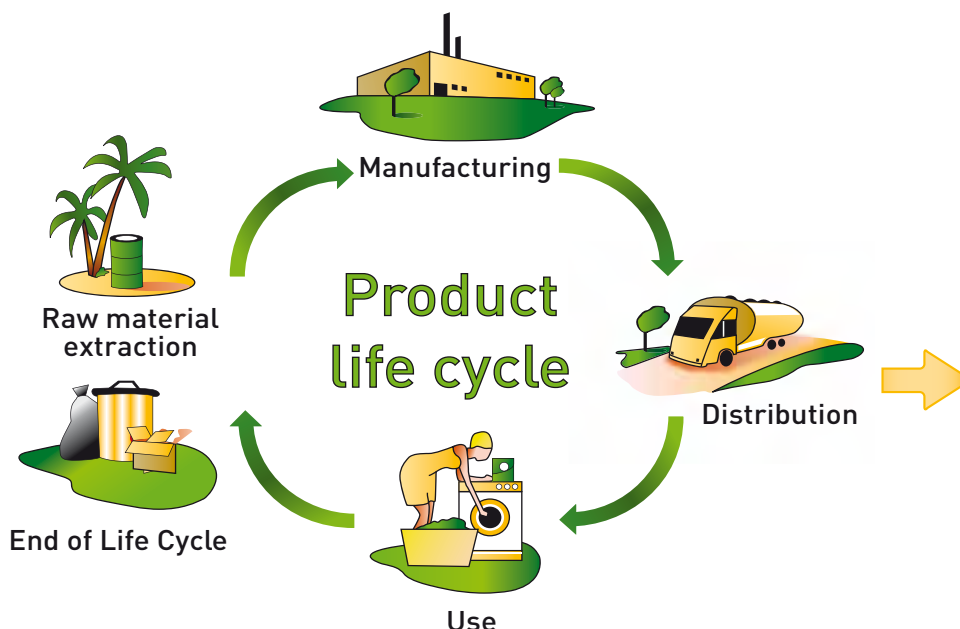 Manufacturing
Raw material
extraction
Product
life cycle
Distribution
End of Life Cycle
Use